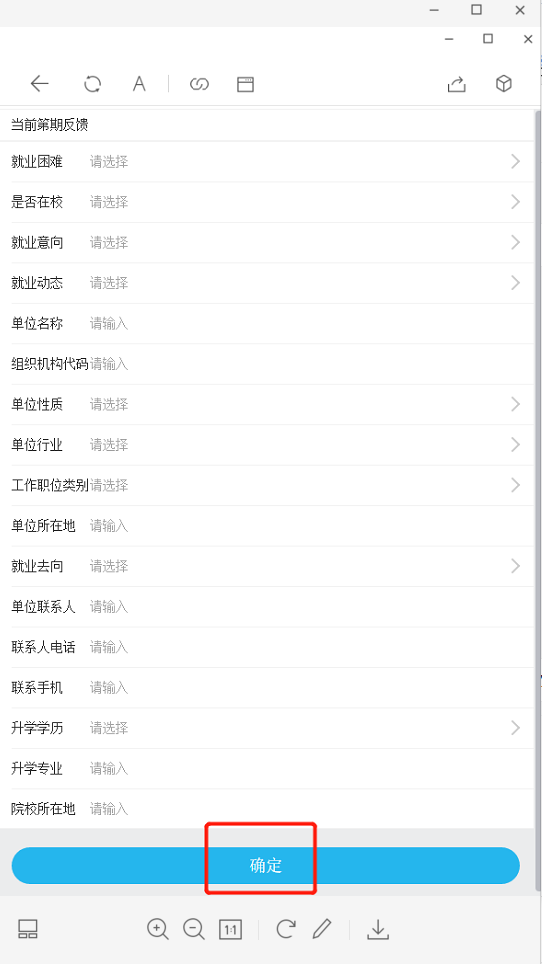 A
当前第期反馈
就业困难 请选择
是否在校 请选择
就业意向 请选择
就业动态 请选择
单位名称 请输入
组织机构代码 请输入
单位性质 请选择
单位行业 请选择
工作职位类别 请选择
单位所在地 请输入
就业去向 请选择
单位联系人 请输入
联系人电话 请输入
联系手机 请输入
升学学历 请选择
升学专业 请输入
院校所在地 请输入
确定
1:1